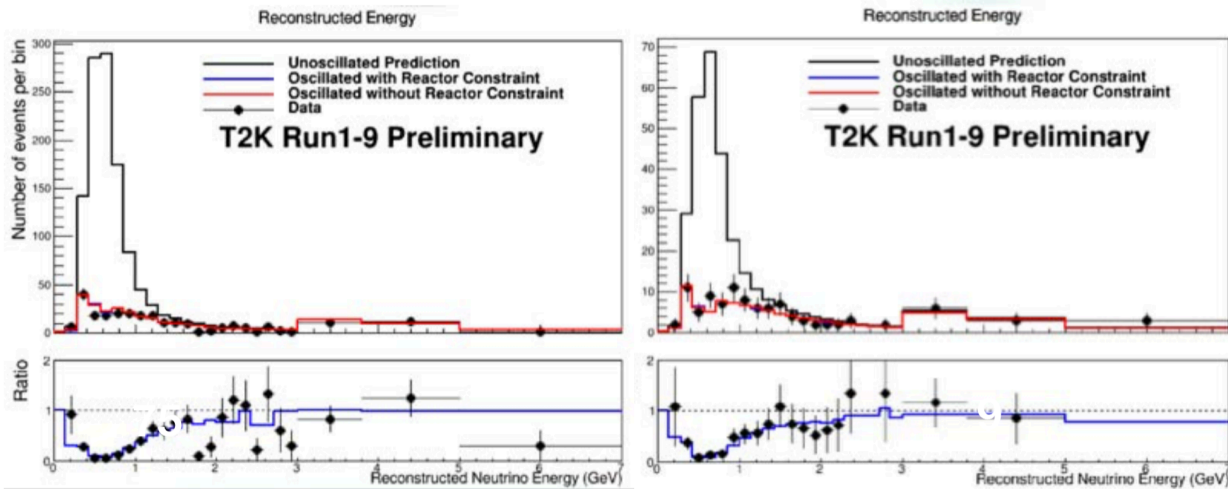 Reconstructed Energy
Number of events per bin
300
250
200
150
100
50
0
Unoscillated Prediction
Oscillated with Reactor Constraint
Oscillated without Reactor Constraint
Data
T2K Run1-9 Preliminary
Ratio
2
1
0
0 1 2 3 4 5 6 7
Reconstructed Neutrino Energy (GeV)
Reconstructed Energy
70
60
50
40
30
20
10
0
Unoscillated Prediction
Oscillated with Reactor Constraint
Oscillated without Reactor Constraint
Data
T2K Run1-9 Preliminary
2
1
0
0 1 2 3 4 5 6
Reconstructed Neutrino Energy (GeV)